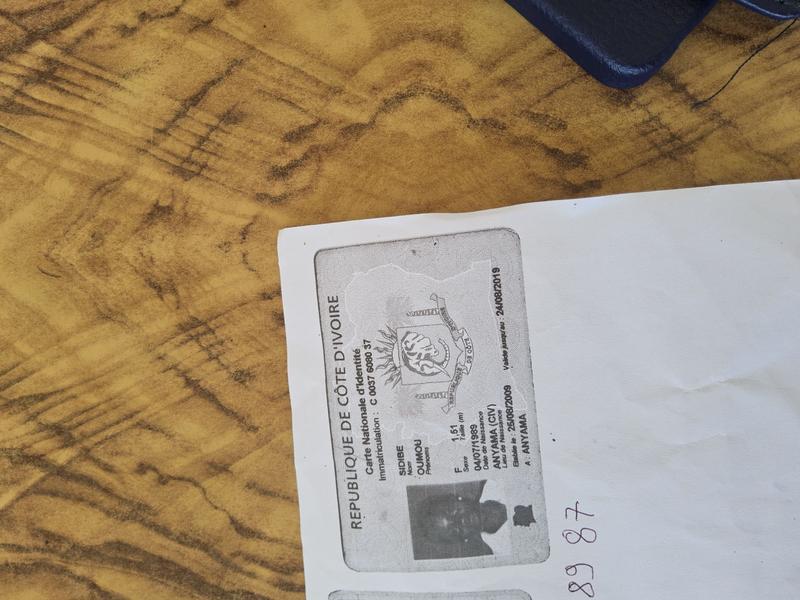 REPUBLIQUE DE CÔTE D'IVOIRE
Carte Nationale d'Identité
Immatriculation : C 0037 6080 37
SIDIBE
Nom
OUMOU
Prénoms
F 1,51
Sexe Taille (m)
04/07/1989
Date de Naissance
ANYAMA (CIV)
Lieu de Naissance
Etablie le : 25/08/2009 Valide jusqu'au : 24/08/2019
A : ANYAMA
89 87